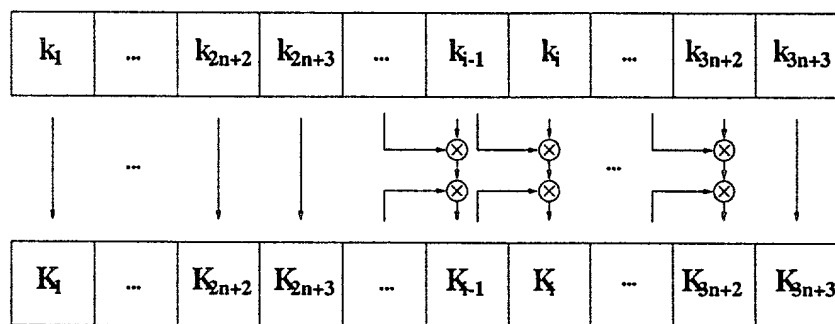 k₁ ... k₂ₙ₊₂ k₂ₙ₊₃ ... kᵢ₋₁ kᵢ ... k₃ₙ₊₂ k₃ₙ₊₃
... ...
K₁ ... K₂ₙ₊₂ K₂ₙ₊₃ ... Kᵢ₋₁ Kᵢ ... K₃ₙ₊₂ K₃ₙ₊₃